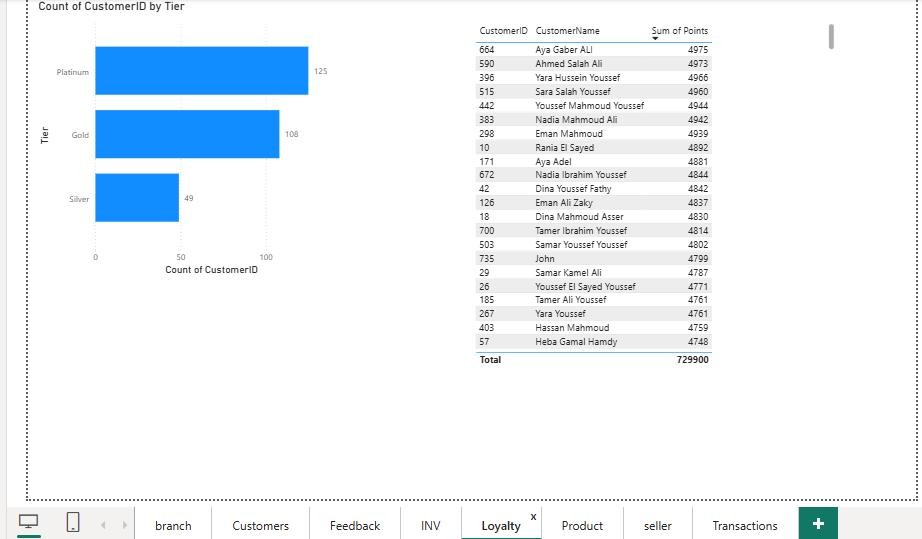 Count of CustomerID by Tier
Platinum 125
Gold 108
Silver 49
Tier
0 50 100
Count of CustomerID
CustomerID CustomerName Sum of Points
664 Aya Gaber ALI 4975
590 Ahmed Salah Ali 4973
396 Yara Hussein Youssef 4966
515 Sara Salah Youssef 4960
442 Youssef Mahmoud Youssef 4944
383 Nadia Mahmoud Ali 4942
298 Eman Mahmoud 4939
10 Rania El Sayed 4892
171 Aya Adel 4881
672 Nadia Ibrahim Youssef 4844
42 Dina Youssef Fathy 4842
126 Eman Ali Zaky 4837
18 Dina Mahmoud Asser 4830
700 Tamer Ibrahim Youssef 4814
503 Samar Youssef Youssef 4802
735 John 4799
29 Samar Kamel Ali 4787
26 Youssef El Sayed Youssef 4771
185 Tamer Ali Youssef 4761
267 Yara Youssef 4761
403 Hassan Mahmoud 4759
57 Heba Gamal Hamdy 4748
Total 729900
branch Customers Feedback INV Loyalty x Product seller Transactions +